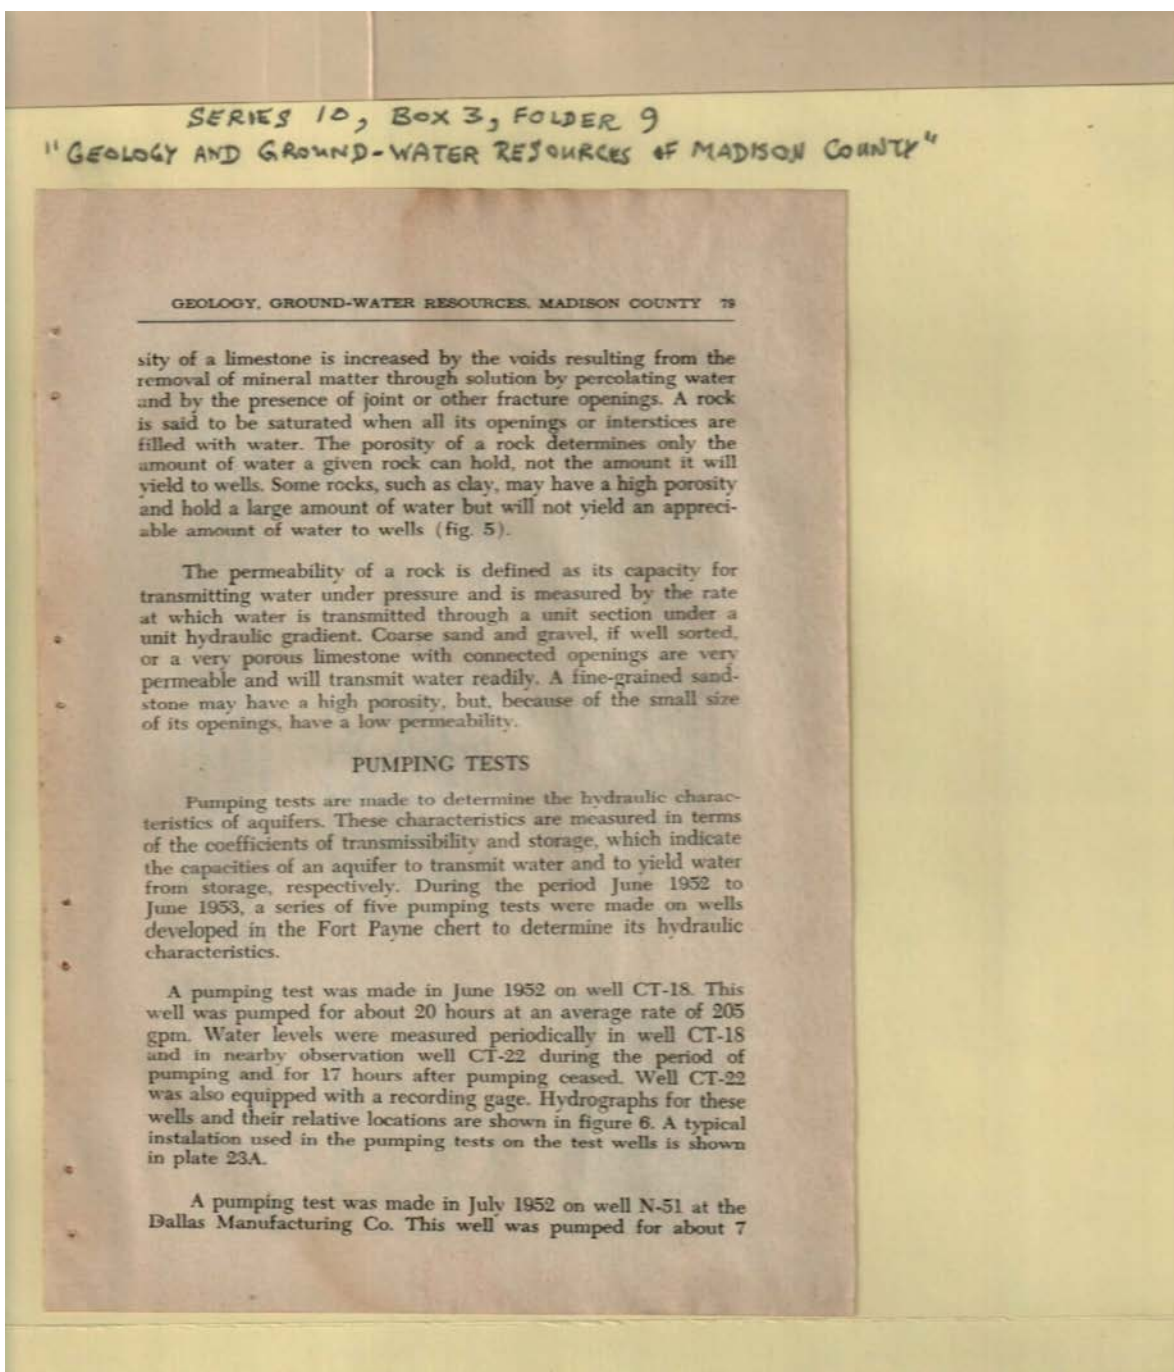 SERIES 10, BOX 3, FOLDER 9
"GEOLOGY AND GROUND-WATER RESOURCES OF MADISON COUNTY"
GEOLOGY, GROUND-WATER RESOURCES, MADISON COUNTY 79
sity of a limestone is increased by the voids resulting from the
removal of mineral matter through solution by percolating water
and by the presence of joint or other fracture openings. A rock
is said to be saturated when all its openings or interstices are
filled with water. The porosity of a rock determines only the
amount of water a given rock can hold, not the amount it will
yield to wells. Some rocks, such as clay, may have a high porosity
and hold a large amount of water but will not yield an appreci-
able amount of water to wells (fig. 5).
The permeability of a rock is defined as its capacity for
transmitting water under pressure and is measured by the rate
at which water is transmitted through a unit section under a
unit hydraulic gradient. Coarse sand and gravel, if well sorted,
or a very porous limestone with connected openings are very
permeable and will transmit water readily. A fine-grained sand-
stone may have a high porosity, but, because of the small size
of its openings, have a low permeability.
PUMPING TESTS
Pumping tests are made to determine the hydraulic charac-
teristics of aquifers. These characteristics are measured in terms
of the coefficients of transmissibility and storage, which indicate
the capacities of an aquifer to transmit water and to yield water
from storage, respectively. During the period June 1952 to
June 1953, a series of five pumping tests were made on wells
developed in the Fort Payne chert to determine its hydraulic
characteristics.
A pumping test was made in June 1952 on well CT-18. This
well was pumped for about 20 hours at an average rate of 205
gpm. Water levels were measured periodically in well CT-18
and in nearby observation well CT-22 during the period of
pumping and for 17 hours after pumping ceased. Well CT-22
was also equipped with a recording gage. Hydrographs for these
wells and their relative locations are shown in figure 6. A typical
instalation used in the pumping tests on the test wells is shown
in plate 23A.
A pumping test was made in July 1952 on well N-51 at the
Dallas Manufacturing Co. This well was pumped for about 7